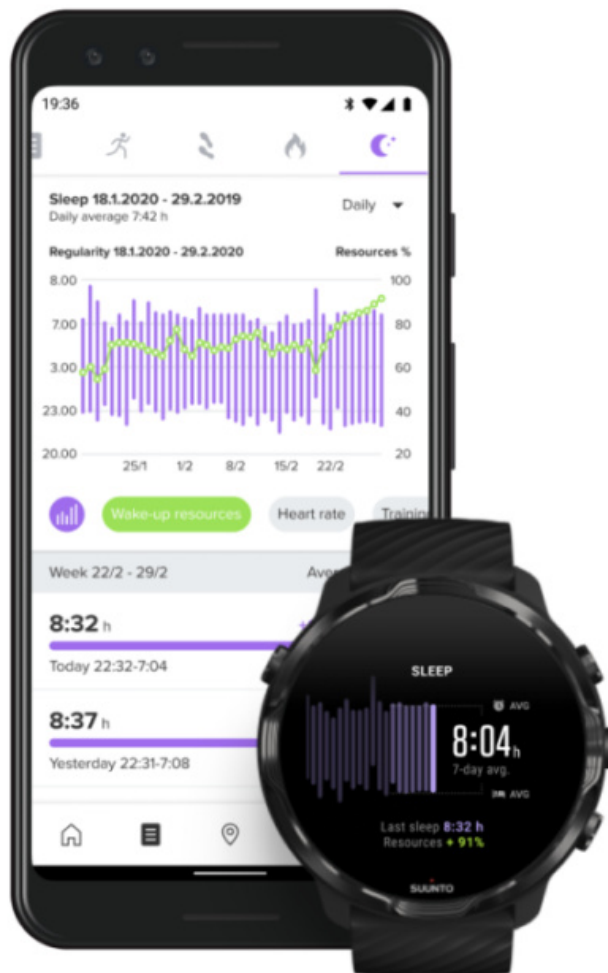 19:36
Sleep 18.1.2020 - 29.2.2019
Daily average 7:42 h
Daily
Regularity 18.1.2020 - 29.2.2020
Resources %
8.00
100
7.00
80
3.00
60
23.00
40
20.00
20
25/1 1/2 8/2 15/2 22/2
Wake-up resources
Heart rate
Week 22/2 - 29/2
8:32 h
Today 22:32-7:04
8:37 h
Yesterday 22:31-7:08
SLEEP
AVG
8:04 h
7-day avg.
AVG
Last sleep 8:32 h
Resources + 91%
SUUNTO